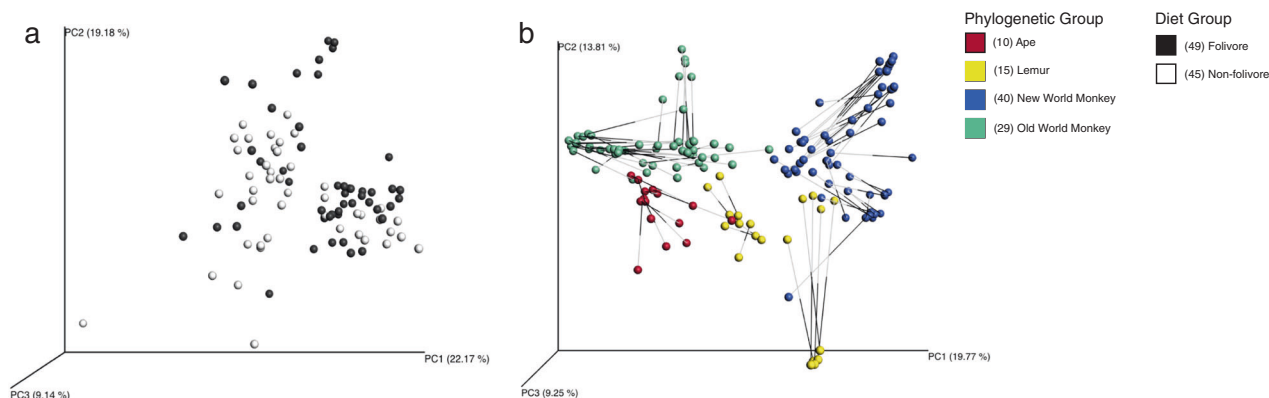 a
PC2 (19.18 %)
PC1 (22.17 %)
PC3 (9.14 %)
b
PC2 (13.81 %)
PC1 (19.77 %)
PC3 (9.25 %)
Phylogenetic Group
(10) Ape
(15) Lemur
(40) New World Monkey
(29) Old World Monkey
Diet Group
(49) Folivore
(45) Non-folivore